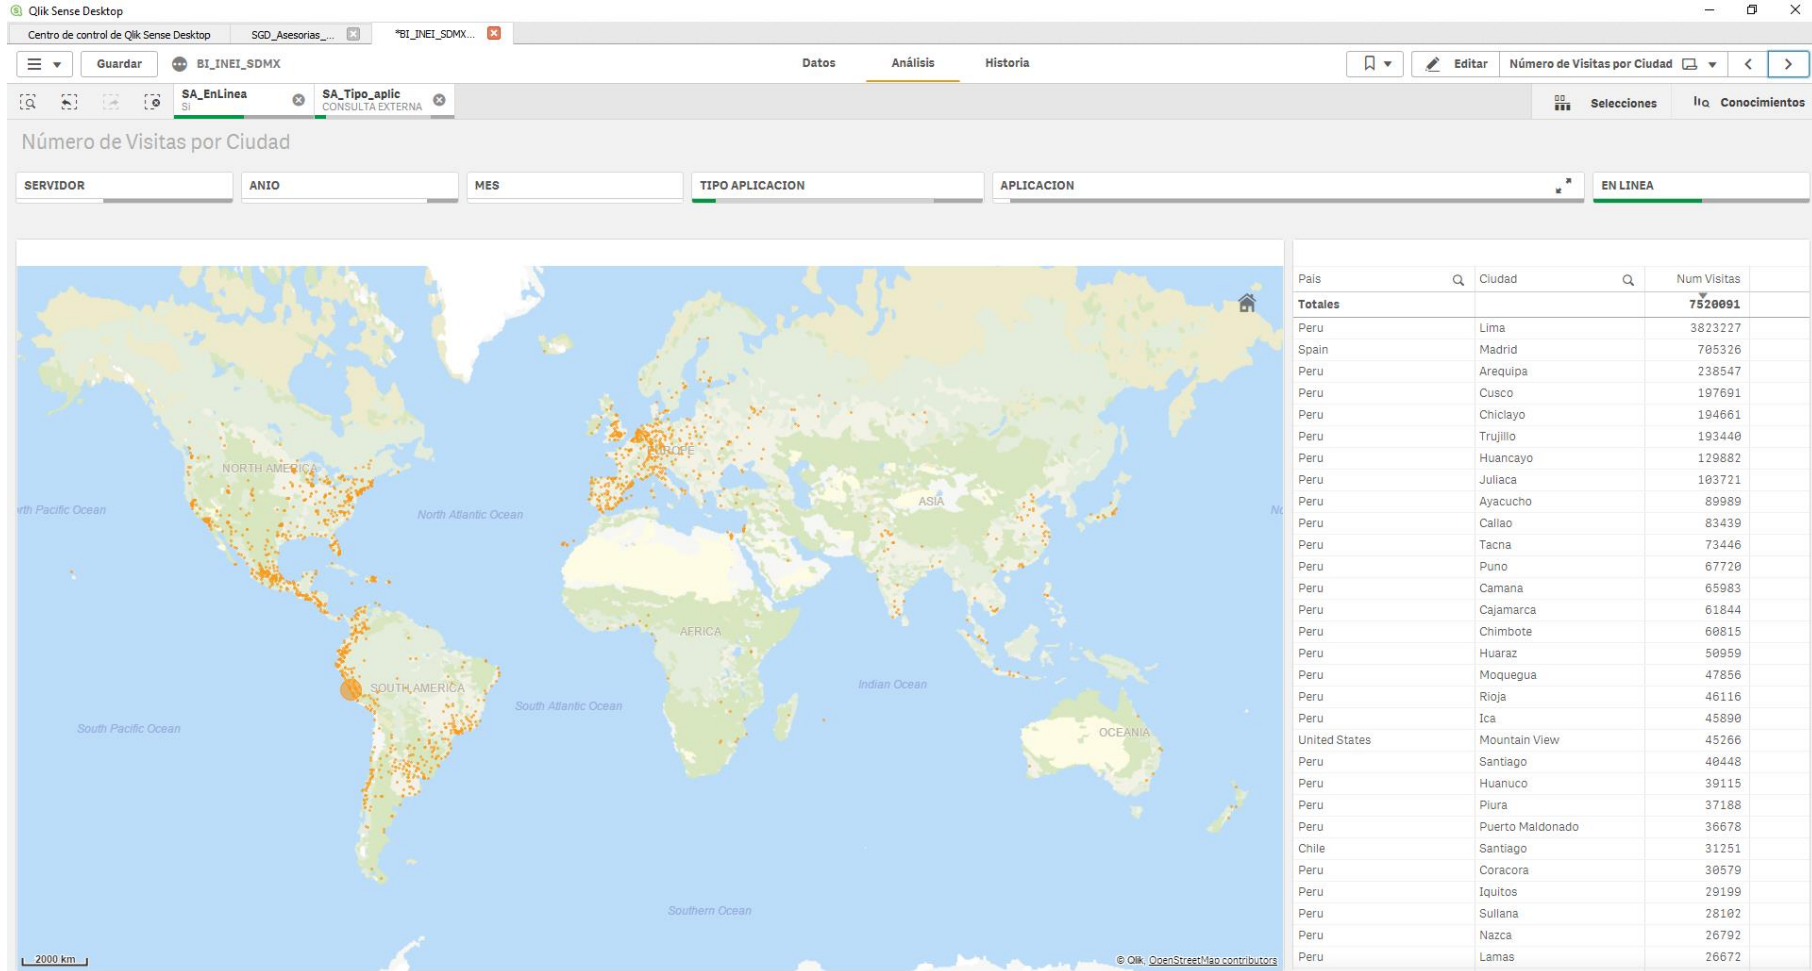 Qlik Sense Desktop
Centro de control de Qlik Sense Desktop SGD_Asesorias_... *BI_INEI_SDMX...
Guardar BI_INEI_SDMX Datos Análisis Historia Editar Número de Visitas por Ciudad
SA_EnLinea SA_Tipo_aplic
SI CONSULTA EXTERNA
Selecciones Conocimientos
Número de Visitas por Ciudad
SERVIDOR ANIO MES TIPO APLICACION APLICACION EN LINEA
NORTH AMERICA
EUROPE
ASIA
rth Pacific Ocean
North Atlantic Ocean
No
AFRICA
SOUTH AMERICA
Indian Ocean
South Atlantic Ocean
South Pacific Ocean
OCEANIA
Southern Ocean
2000 km
© Qlik, OpenStreetMap contributors
Pais Ciudad Num Visitas
Totales 7520091
Peru Lima 3823227
Spain Madrid 705326
Peru Arequipa 238547
Peru Cusco 197691
Peru Chiclayo 194661
Peru Trujillo 193440
Peru Huancayo 129882
Peru Juliaca 103721
Peru Ayacucho 89989
Peru Callao 83439
Peru Tacna 73446
Peru Puno 67720
Peru Camana 65983
Peru Cajamarca 61844
Peru Chimbote 60815
Peru Huaraz 50959
Peru Moquegua 47856
Peru Rioja 46116
Peru Ica 45890
United States Mountain View 45266
Peru Santiago 40448
Peru Huanuco 39115
Peru Piura 37188
Peru Puerto Maldonado 36678
Chile Santiago 31251
Peru Coracora 30579
Peru Iquitos 29199
Peru Sullana 28102
Peru Nazca 26792
Peru Lamas 26672